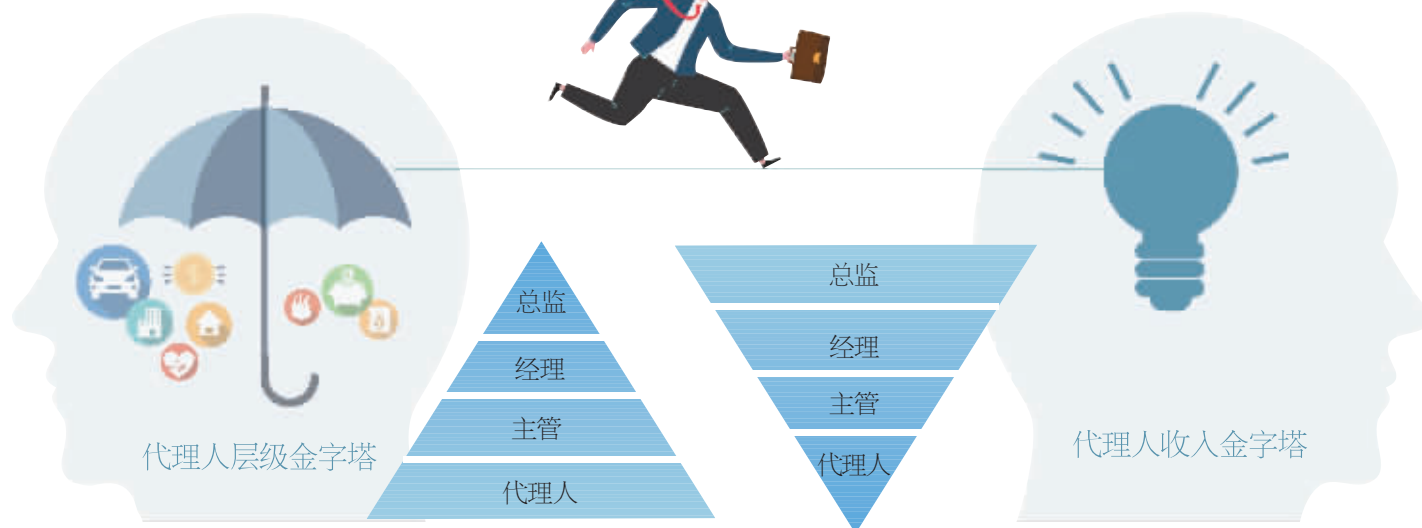 总监
经理
主管
代理人
代理人层级金字塔
总监
经理
主管
代理人
代理人收入金字塔